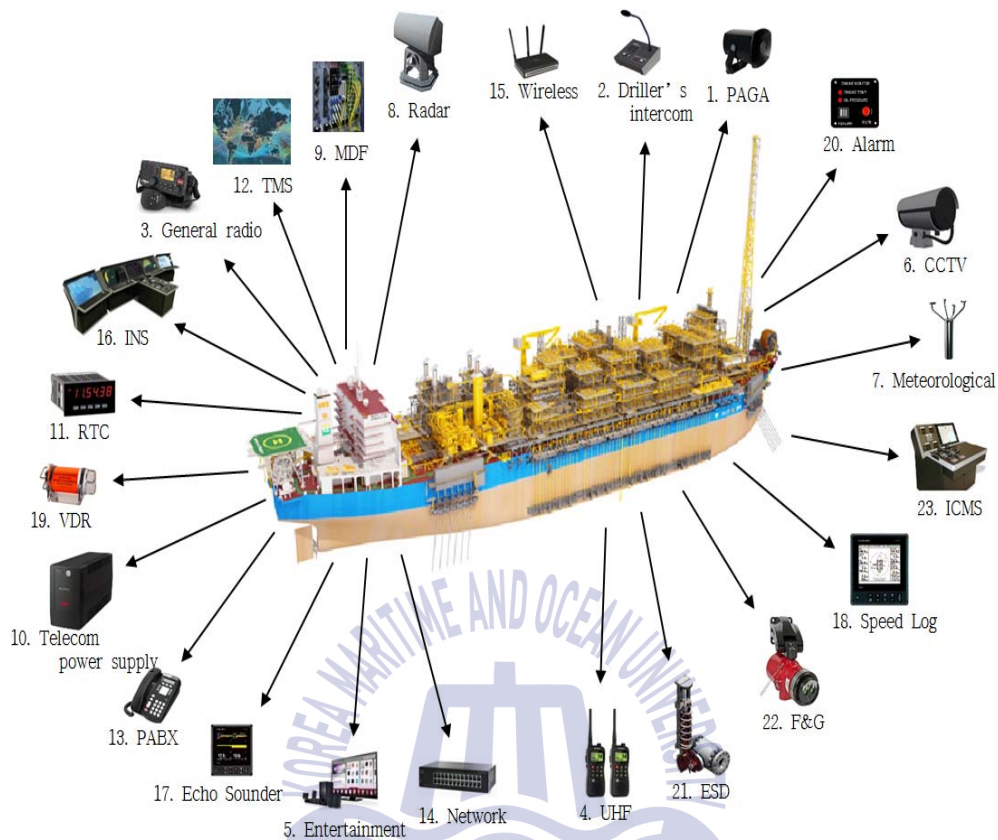 15. Wireless
2. Driller's
intercom
1. PAGA
8. Radar
20. Alarm
9. MDF
12. TMS
3. General radio
6. CCTV
16. INS
7. Meteorological
11.5438
11. RTC
23. ICMS
19. VDR
18. Speed Log
10. Telecom
power supply
22. F&G
13. PABX
21. ESD
17. Echo Sounder
4. UHF
14. Network
5. Entertainment
KOREA MARITIME AND OCEAN UNIVERSITY